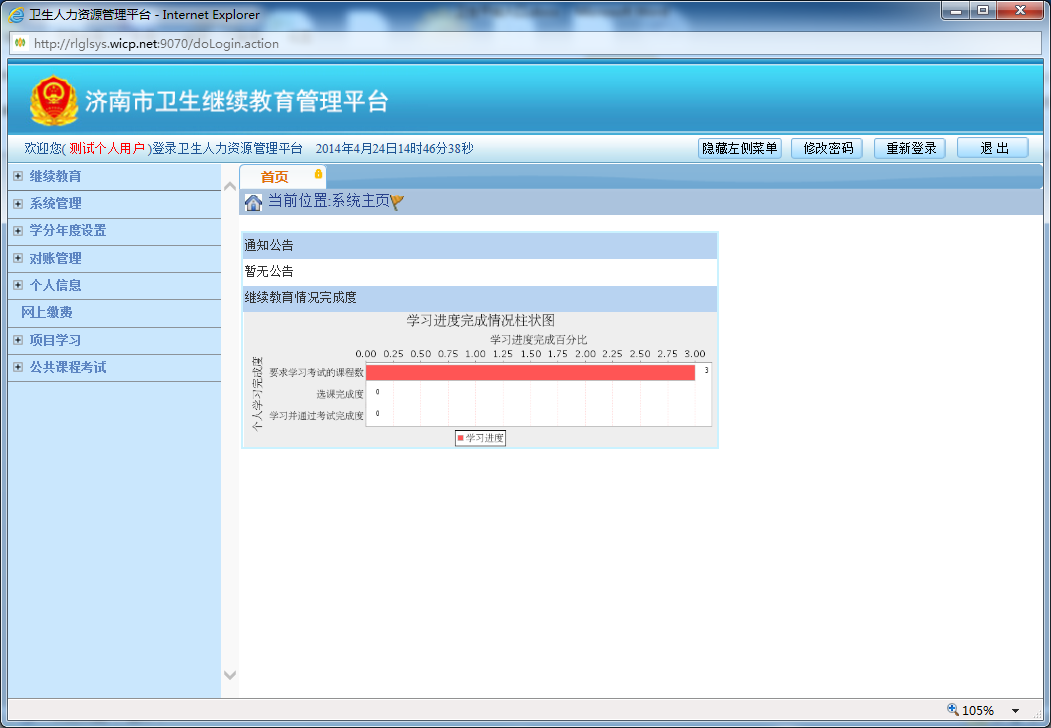 卫生人力资源管理平台 - Internet Explorer
http://rlglsys.wicp.net:9070/doLogin.action
济南市卫生继续教育管理平台
欢迎您( 测试个人用户 )登录卫生人力资源管理平台 2014年4月24日14时46分38秒
隐藏左侧菜单 修改密码 重新登录 退 出
继续教育
系统管理
学分年度设置
对账管理
个人信息
网上缴费
项目学习
公共课程考试
首页
当前位置:系统主页
通知公告
暂无公告
继续教育情况完成度
学习进度完成情况柱状图
学习进度完成百分比
0.00 0.25 0.50 0.75 1.00 1.25 1.50 1.75 2.00 2.25 2.50 2.75 3.00
个人学习完成度
要求学习考试的课程数 3
选课完成度 0
学习并通过考试完成度 0
学习进度
105%